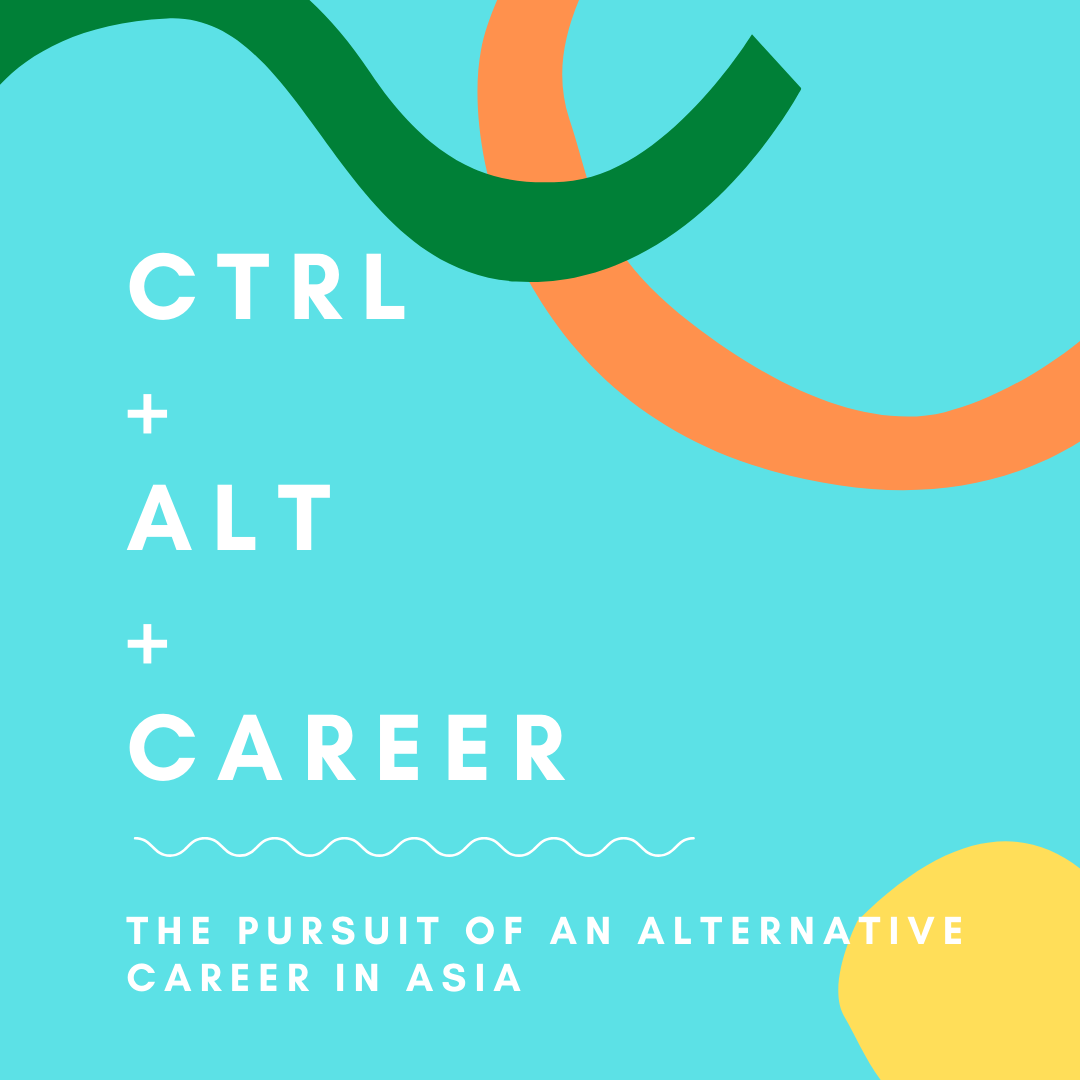 CTRL
+
ALT
+
CAREER
THE PURSUIT OF AN ALTERNATIVE
CAREER IN ASIA